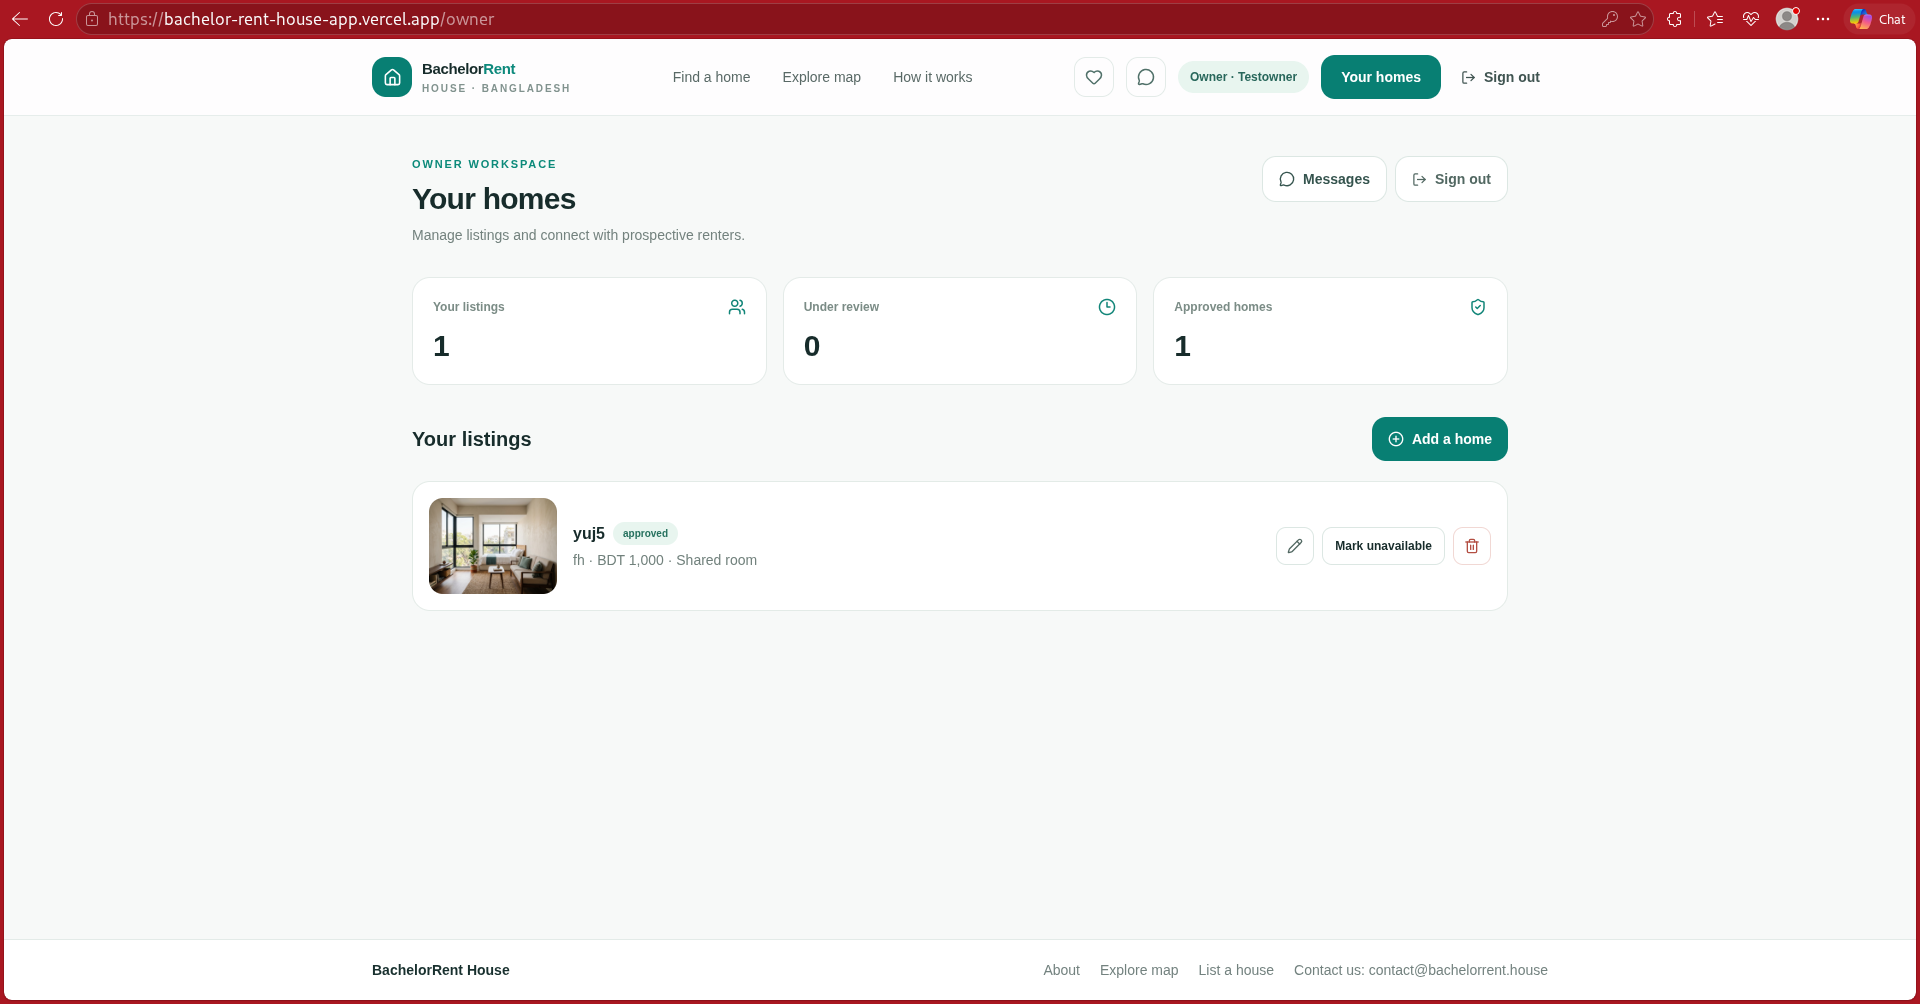 https://bachelor-rent-house-app.vercel.app/owner
Chat
BachelorRent
HOUSE · BANGLADESH
Find a home
Explore map
How it works
Owner · Testowner
Your homes
Sign out
OWNER WORKSPACE
Your homes
Manage listings and connect with prospective renters.
Messages
Sign out
Your listings
1
Under review
0
Approved homes
1
Your listings
Add a home
yuj5
approved
fh · BDT 1,000 · Shared room
Mark unavailable
BachelorRent House
About
Explore map
List a house
Contact us: contact@bachelorrent.house